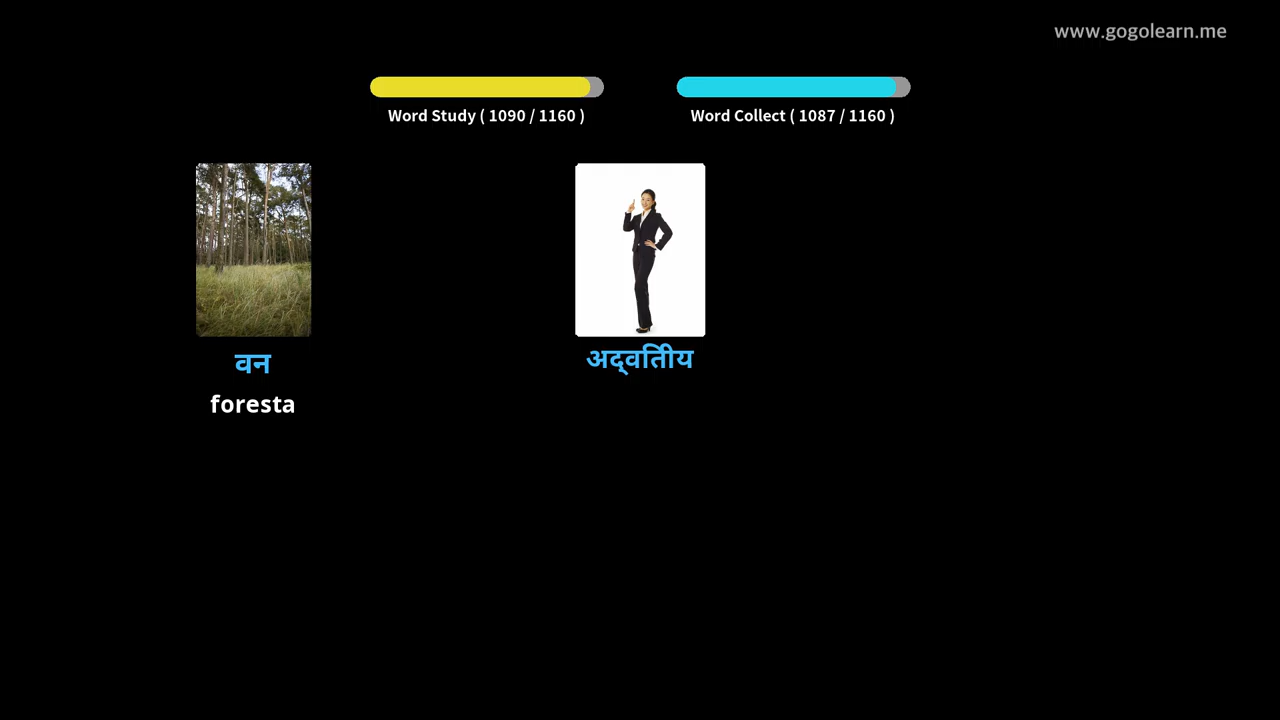 www.gogolearn.me
Word Study ( 1090 / 1160 )
Word Collect ( 1087 / 1160 )
वन
foresta
अद्वितीय